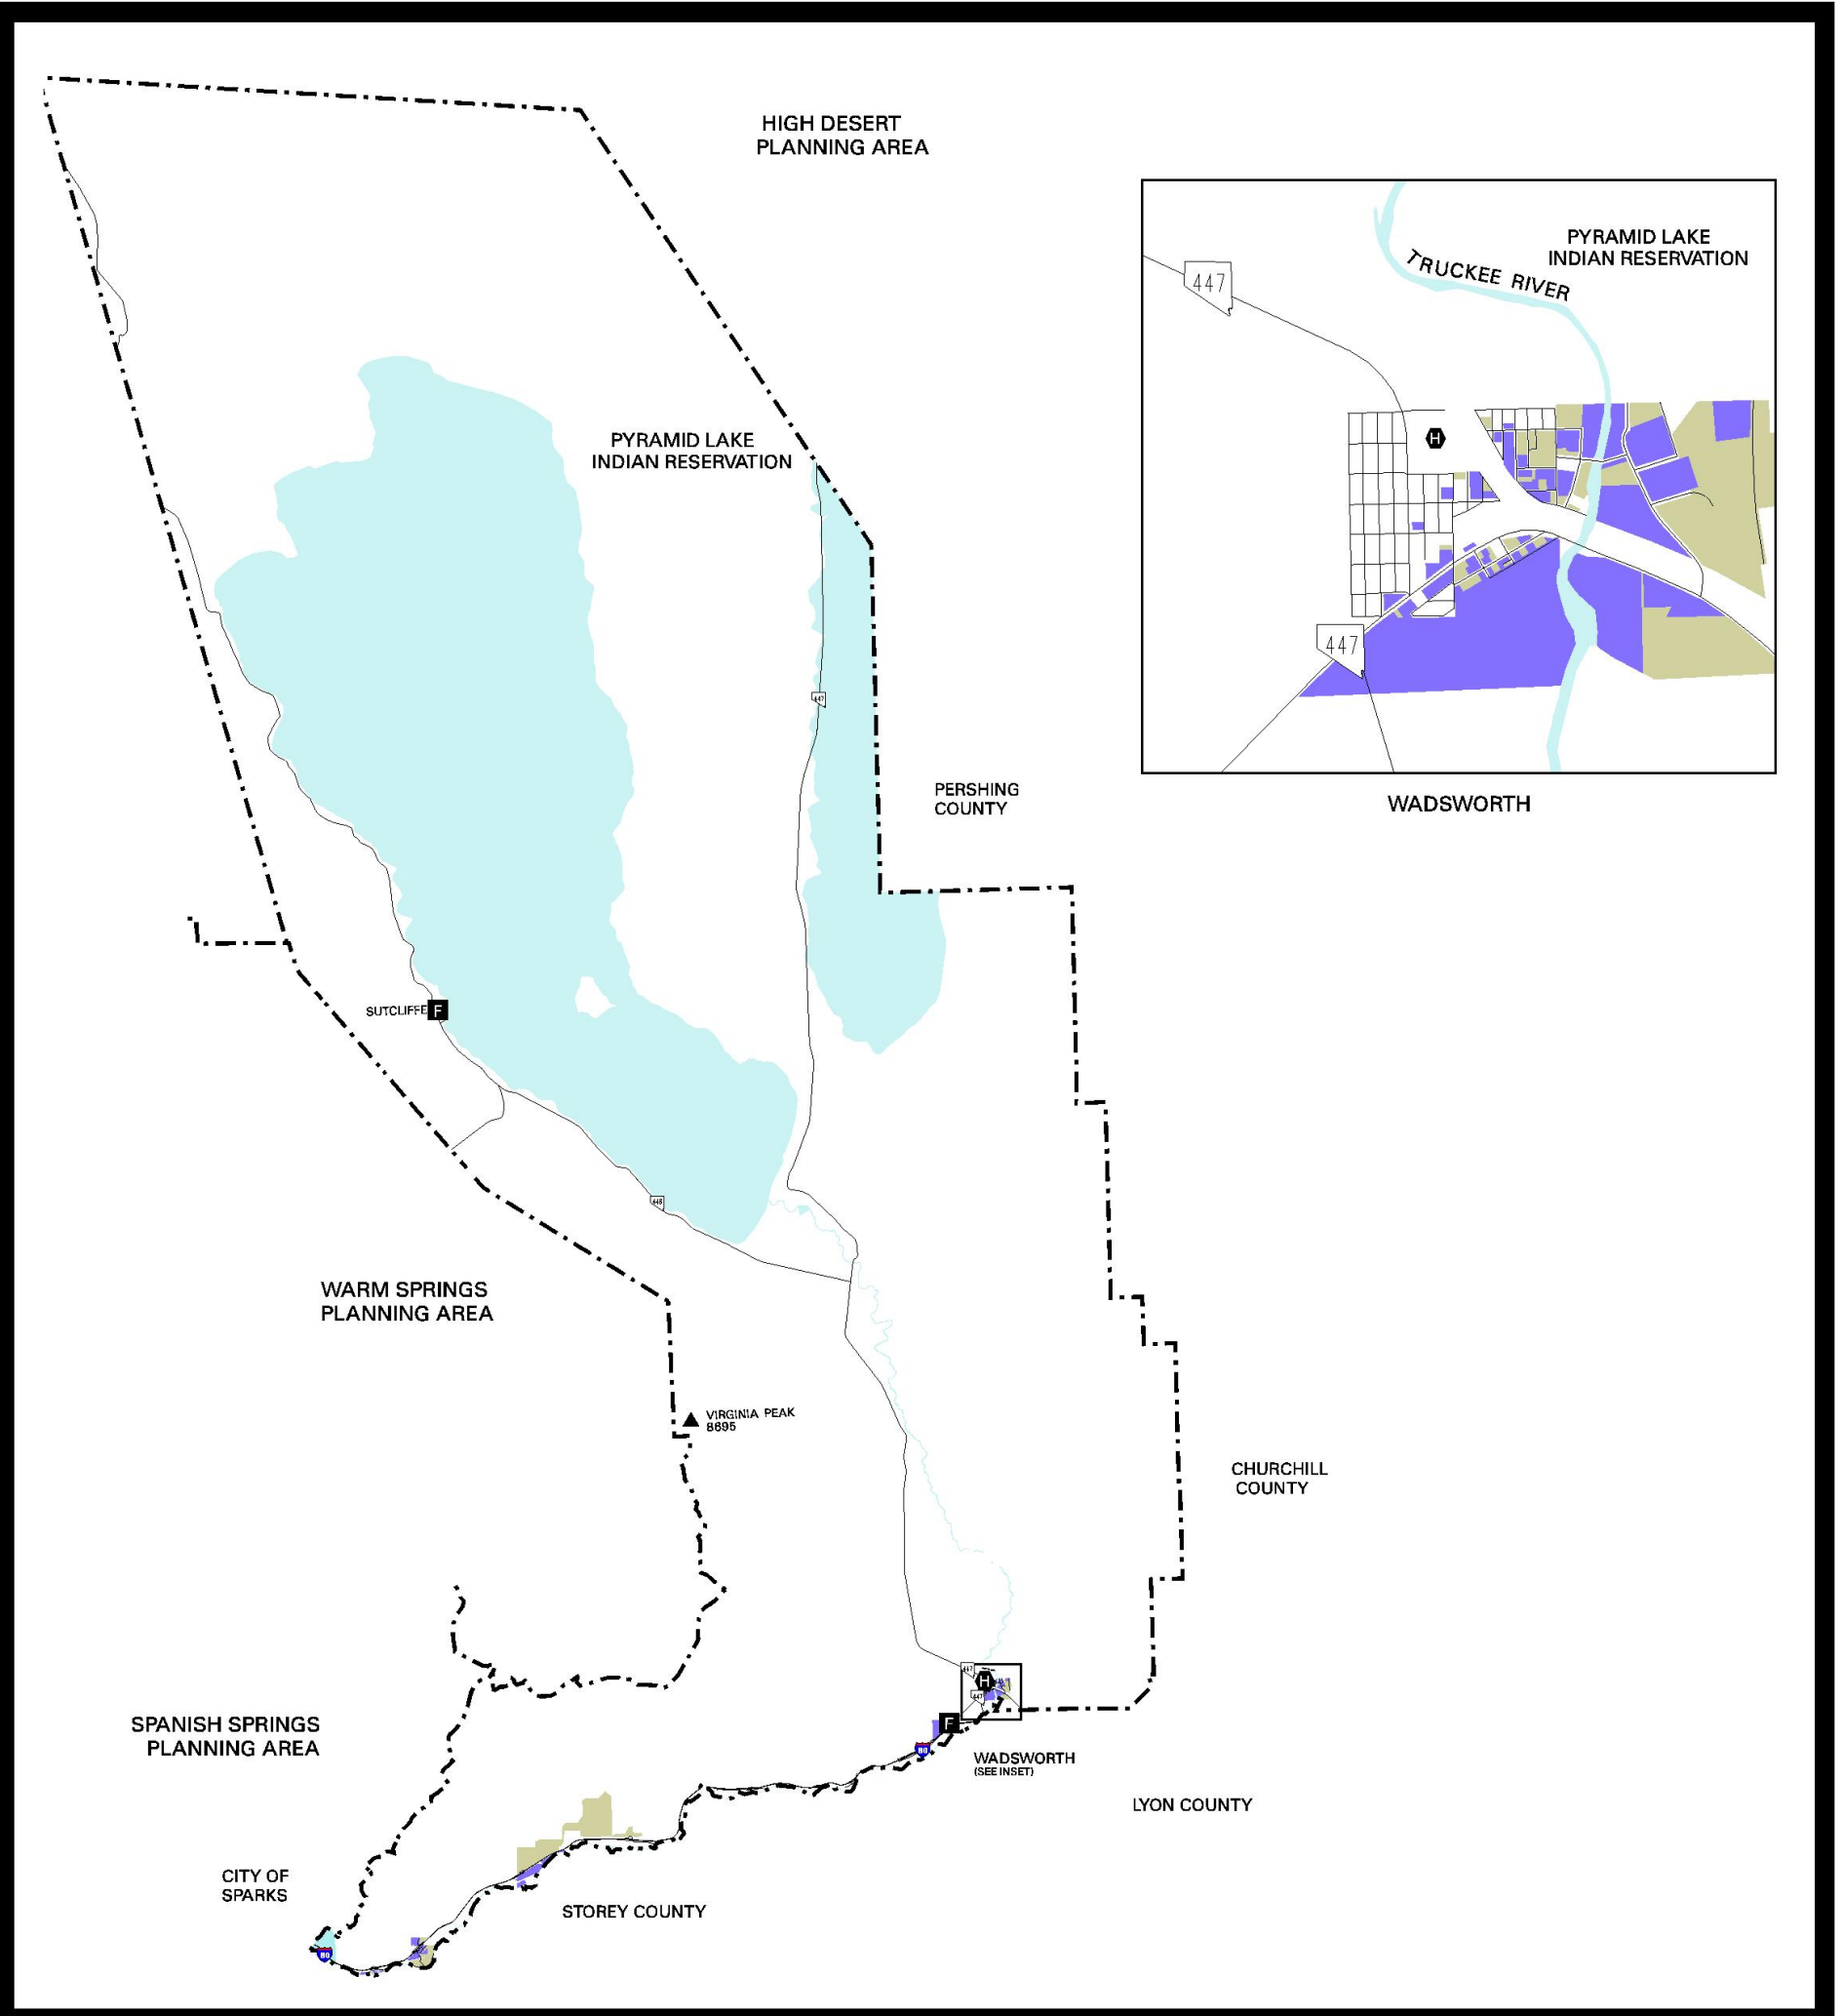 HIGH DESERT
PLANNING AREA
PYRAMID LAKE
INDIAN RESERVATION
TRUCKEE RIVER
447
H
447
WADSWORTH
PYRAMID LAKE
INDIAN RESERVATION
447
PERSHING
COUNTY
SUTCLIFFE F
WARM SPRINGS
PLANNING AREA
VIRGINIA PEAK
8695
CHURCHILL
COUNTY
447
H
447
F
80
WADSWORTH
(SEE INSET)
SPANISH SPRINGS
PLANNING AREA
LYON COUNTY
CITY OF
SPARKS
STOREY COUNTY
80